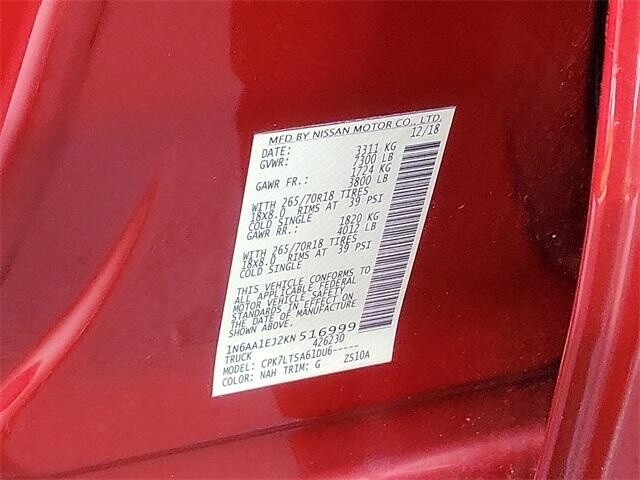 MFD BY NISSAN MOTOR CO., LTD.
DATE: 12/18
GVWR: 3311 KG
7300 LB
GAWR FR.: 1724 KG
3800 LB
WITH 265/70R18 TIRES
18X8.0 RIMS AT 39 PSI
COLD SINGLE
GAWR RR.: 1820 KG
4012 LB
WITH 265/70R18 TIRES
18X8.0 RIMS AT 39 PSI
COLD SINGLE
THIS VEHICLE CONFORMS TO
ALL APPLICABLE FEDERAL
MOTOR VEHICLE SAFETY
STANDARDS IN EFFECT ON
THE DATE OF MANUFACTURE
SHOWN ABOVE.
1N6AA1EJ2KN516999
TRUCK 426230
MODEL: CPK7LTSA61DU6-----
COLOR: NAH TRIM: G ZS10A